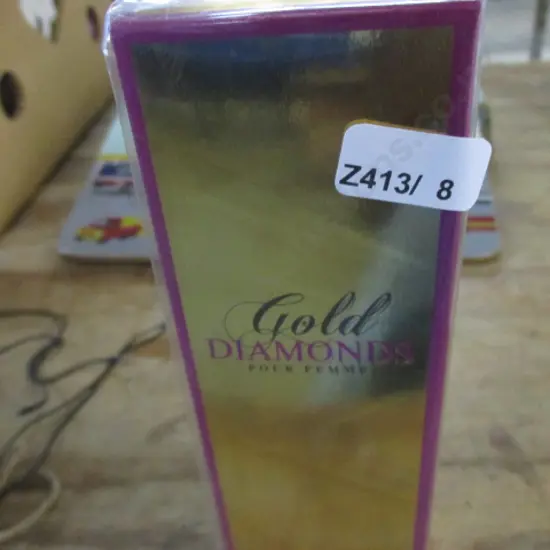 Z413/ 8
Gold
DIAMONDS
POUR FEMME